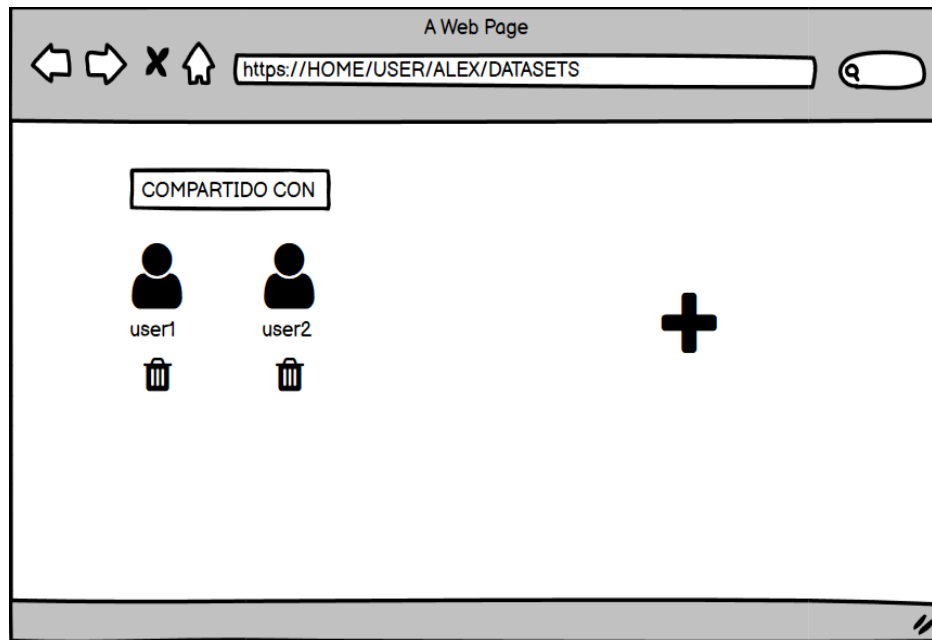 A Web Page
https://HOME/USER/ALEX/DATASETS
COMPARTIDO CON
user1 user2